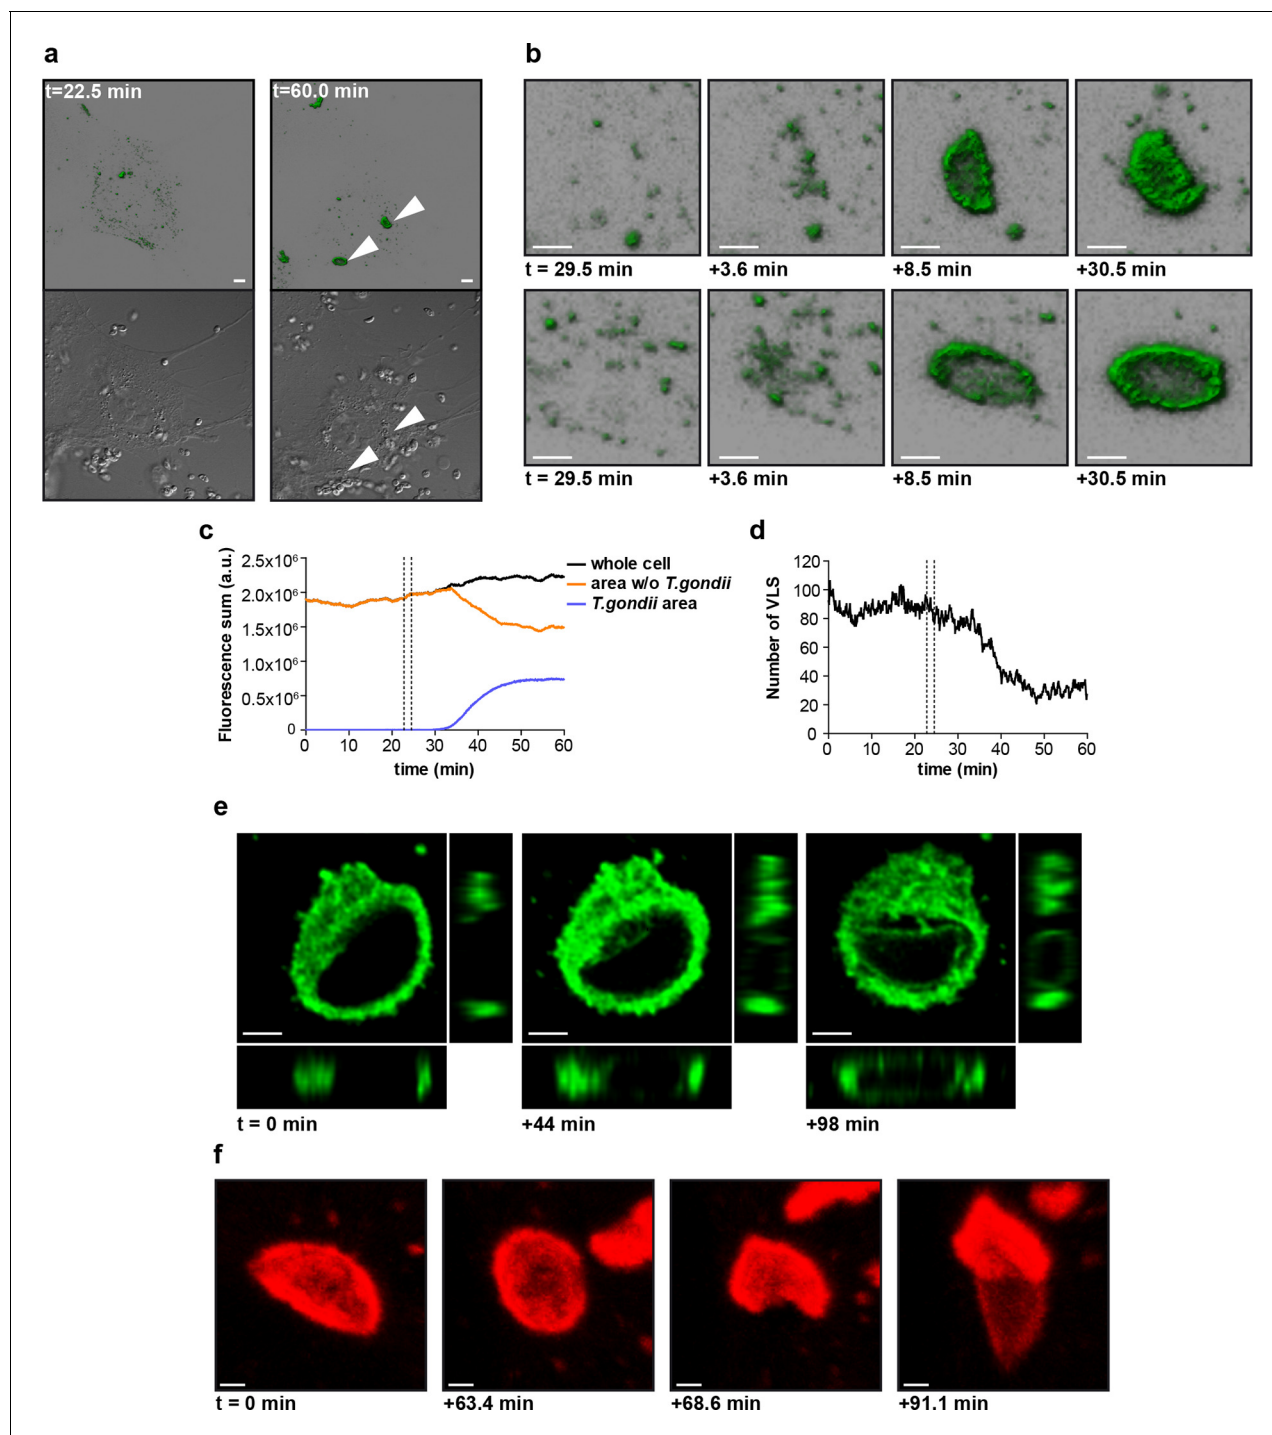 a
b
t=22.5 min
t=60.0 min
t = 29.5 min
+3.6 min
+8.5 min
+30.5 min
t = 29.5 min
+3.6 min
+8.5 min
+30.5 min
c
d
Fluorescence sum (a.u.)
2.5x10⁶
2.0x10⁶
1.5x10⁶
1.0x10⁶
0.5x10⁶
0
0 10 20 30 40 50 60
time (min)
whole cell
area w/o T.gondii
T.gondii area
Number of VLS
120
100
80
60
40
20
0
0 10 20 30 40 50 60
time (min)
e
t = 0 min
+44 min
+98 min
f
t = 0 min
+63.4 min
+68.6 min
+91.1 min